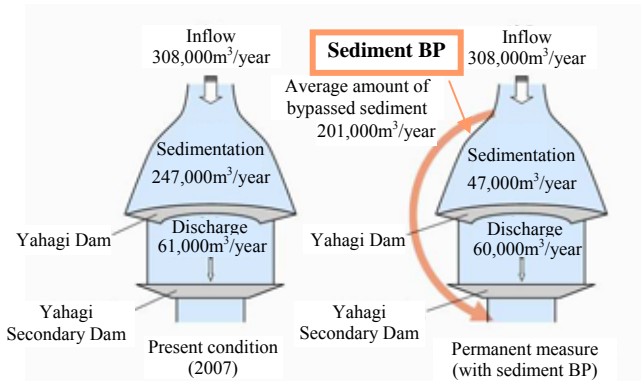 Inflow
308,000m³/year
Sedimentation
247,000m³/year
Discharge
61,000m³/year
Yahagi Dam
Yahagi
Secondary Dam
Present condition
(2007)
Sediment BP
Inflow
308,000m³/year
Average amount of
bypassed sediment
201,000m³/year
Sedimentation
47,000m³/year
Discharge
60,000m³/year
Yahagi Dam
Yahagi
Secondary Dam
Permanent measure
(with sediment BP)